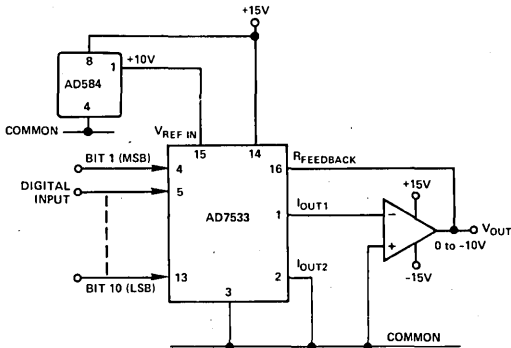 +15V
8
1
+10V
AD584
4
COMMON
VREF IN
15
14
BIT 1 (MSB)
4
RFEEDBACK
16
DIGITAL
INPUT
5
AD7533
1
IOUT1
+15V
−
+
VOUT
0 to -10V
-15V
BIT 10 (LSB)
13
2
IOUT2
3
COMMON